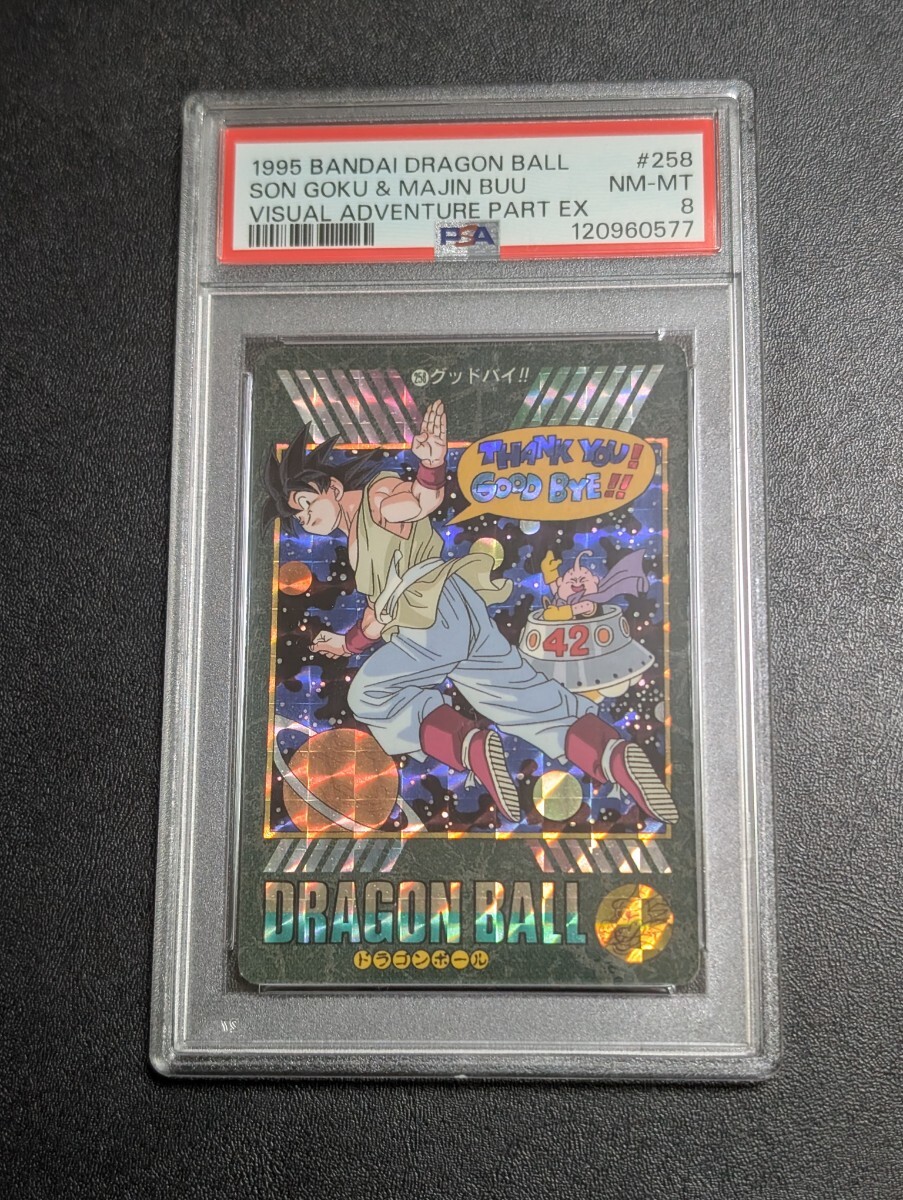 1995 BANDAI DRAGON BALL #258
SON GOKU & MAJIN BUU NM-MT
VISUAL ADVENTURE PART EX 8
PSA 120960577
258 グッドバイ!!
THANK YOU!
GOOD BYE!!
42
DRAGON BALL
ドラゴンボール